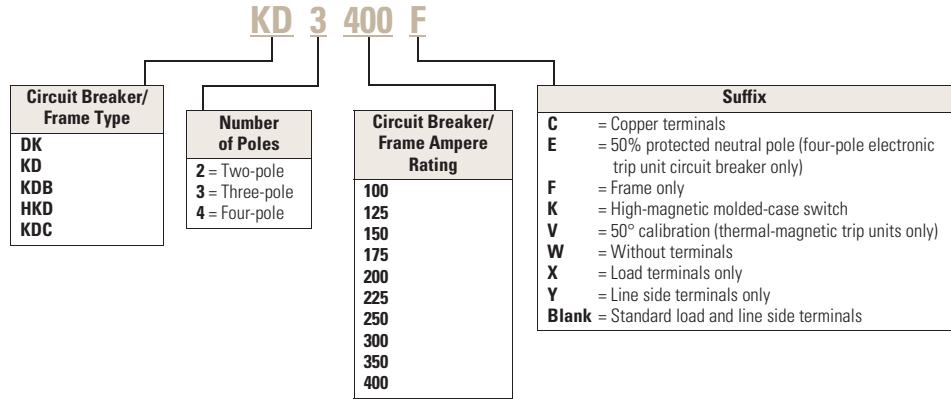 KD 3 400 F
Circuit Breaker/
Frame Type
DK
KD
KDB
HKD
KDC
Number
of Poles
2 = Two-pole
3 = Three-pole
4 = Four-pole
Circuit Breaker/
Frame Ampere
Rating
100
125
150
175
200
225
250
300
350
400
Suffix
C = Copper terminals
E = 50% protected neutral pole (four-pole electronic
trip unit circuit breaker only)
F = Frame only
K = High-magnetic molded-case switch
V = 50° calibration (thermal-magnetic trip units only)
W = Without terminals
X = Load terminals only
Y = Line side terminals only
Blank = Standard load and line side terminals